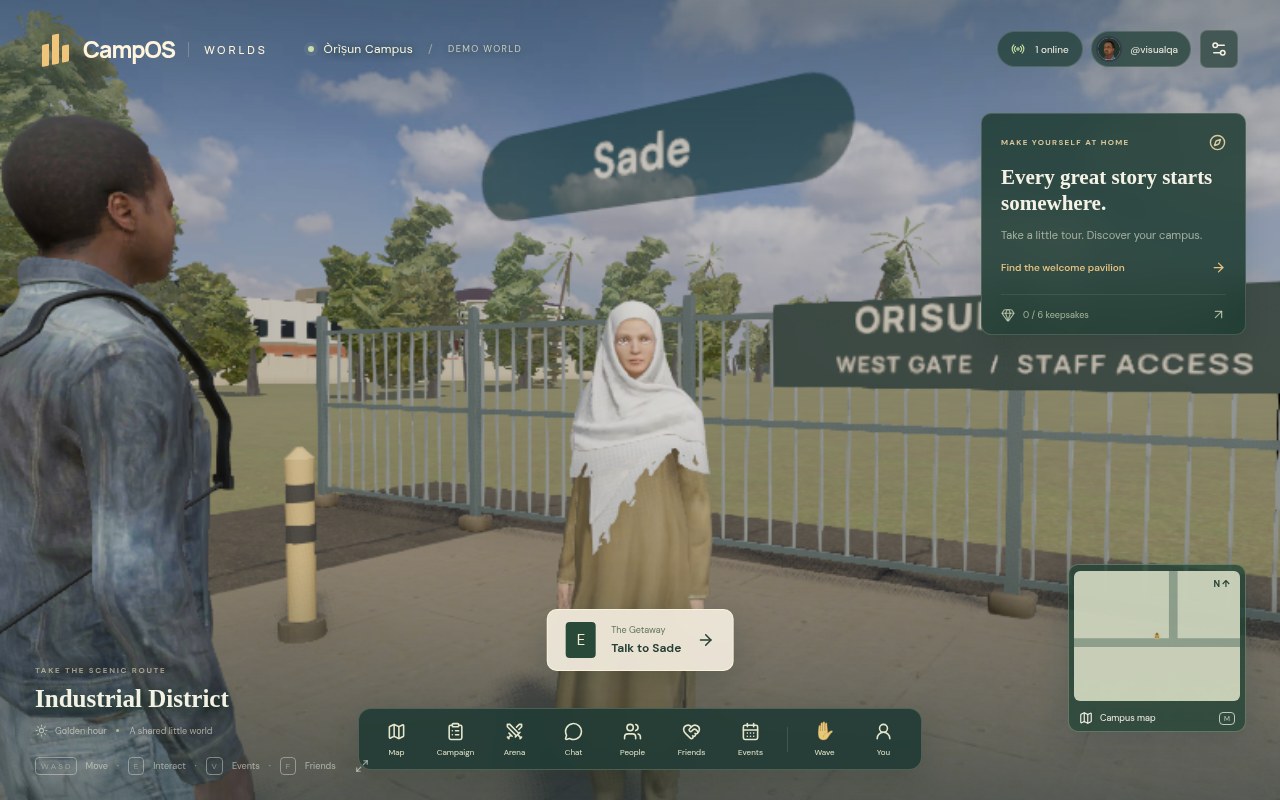 CampOS
WORLDS
Òrìṣun Campus / DEMO WORLD
1 online
@visualqa
Sade
MAKE YOURSELF AT HOME
Every great story starts
somewhere.
Take a little tour. Discover your campus.
Find the welcome pavilion
0 / 6 keepsakes
WEST GATE / STAFF ACCESS
N
E
The Getaway
Talk to Sade
Campus map
M
TAKE THE SCENIC ROUTE
Industrial District
Golden hour • A shared little world
WASD Move · E Interact · V Events · F Friends
Map
Campaign
Arena
Chat
People
Friends
Events
Wave
You